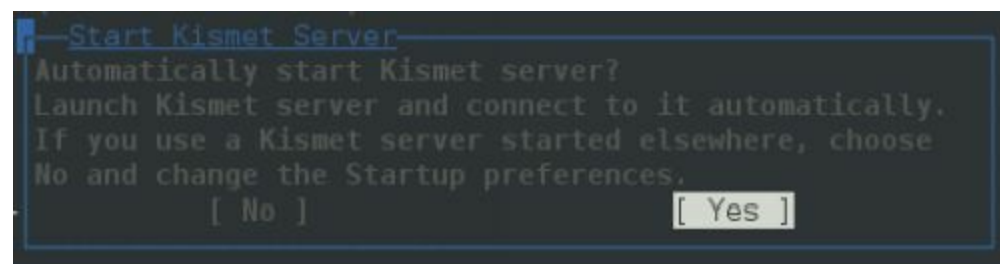 Start Kismet Server
Automatically start Kismet server?
Launch Kismet server and connect to it automatically.
If you use a Kismet server started elsewhere, choose
No and change the Startup preferences.
[ No ] [ Yes ]